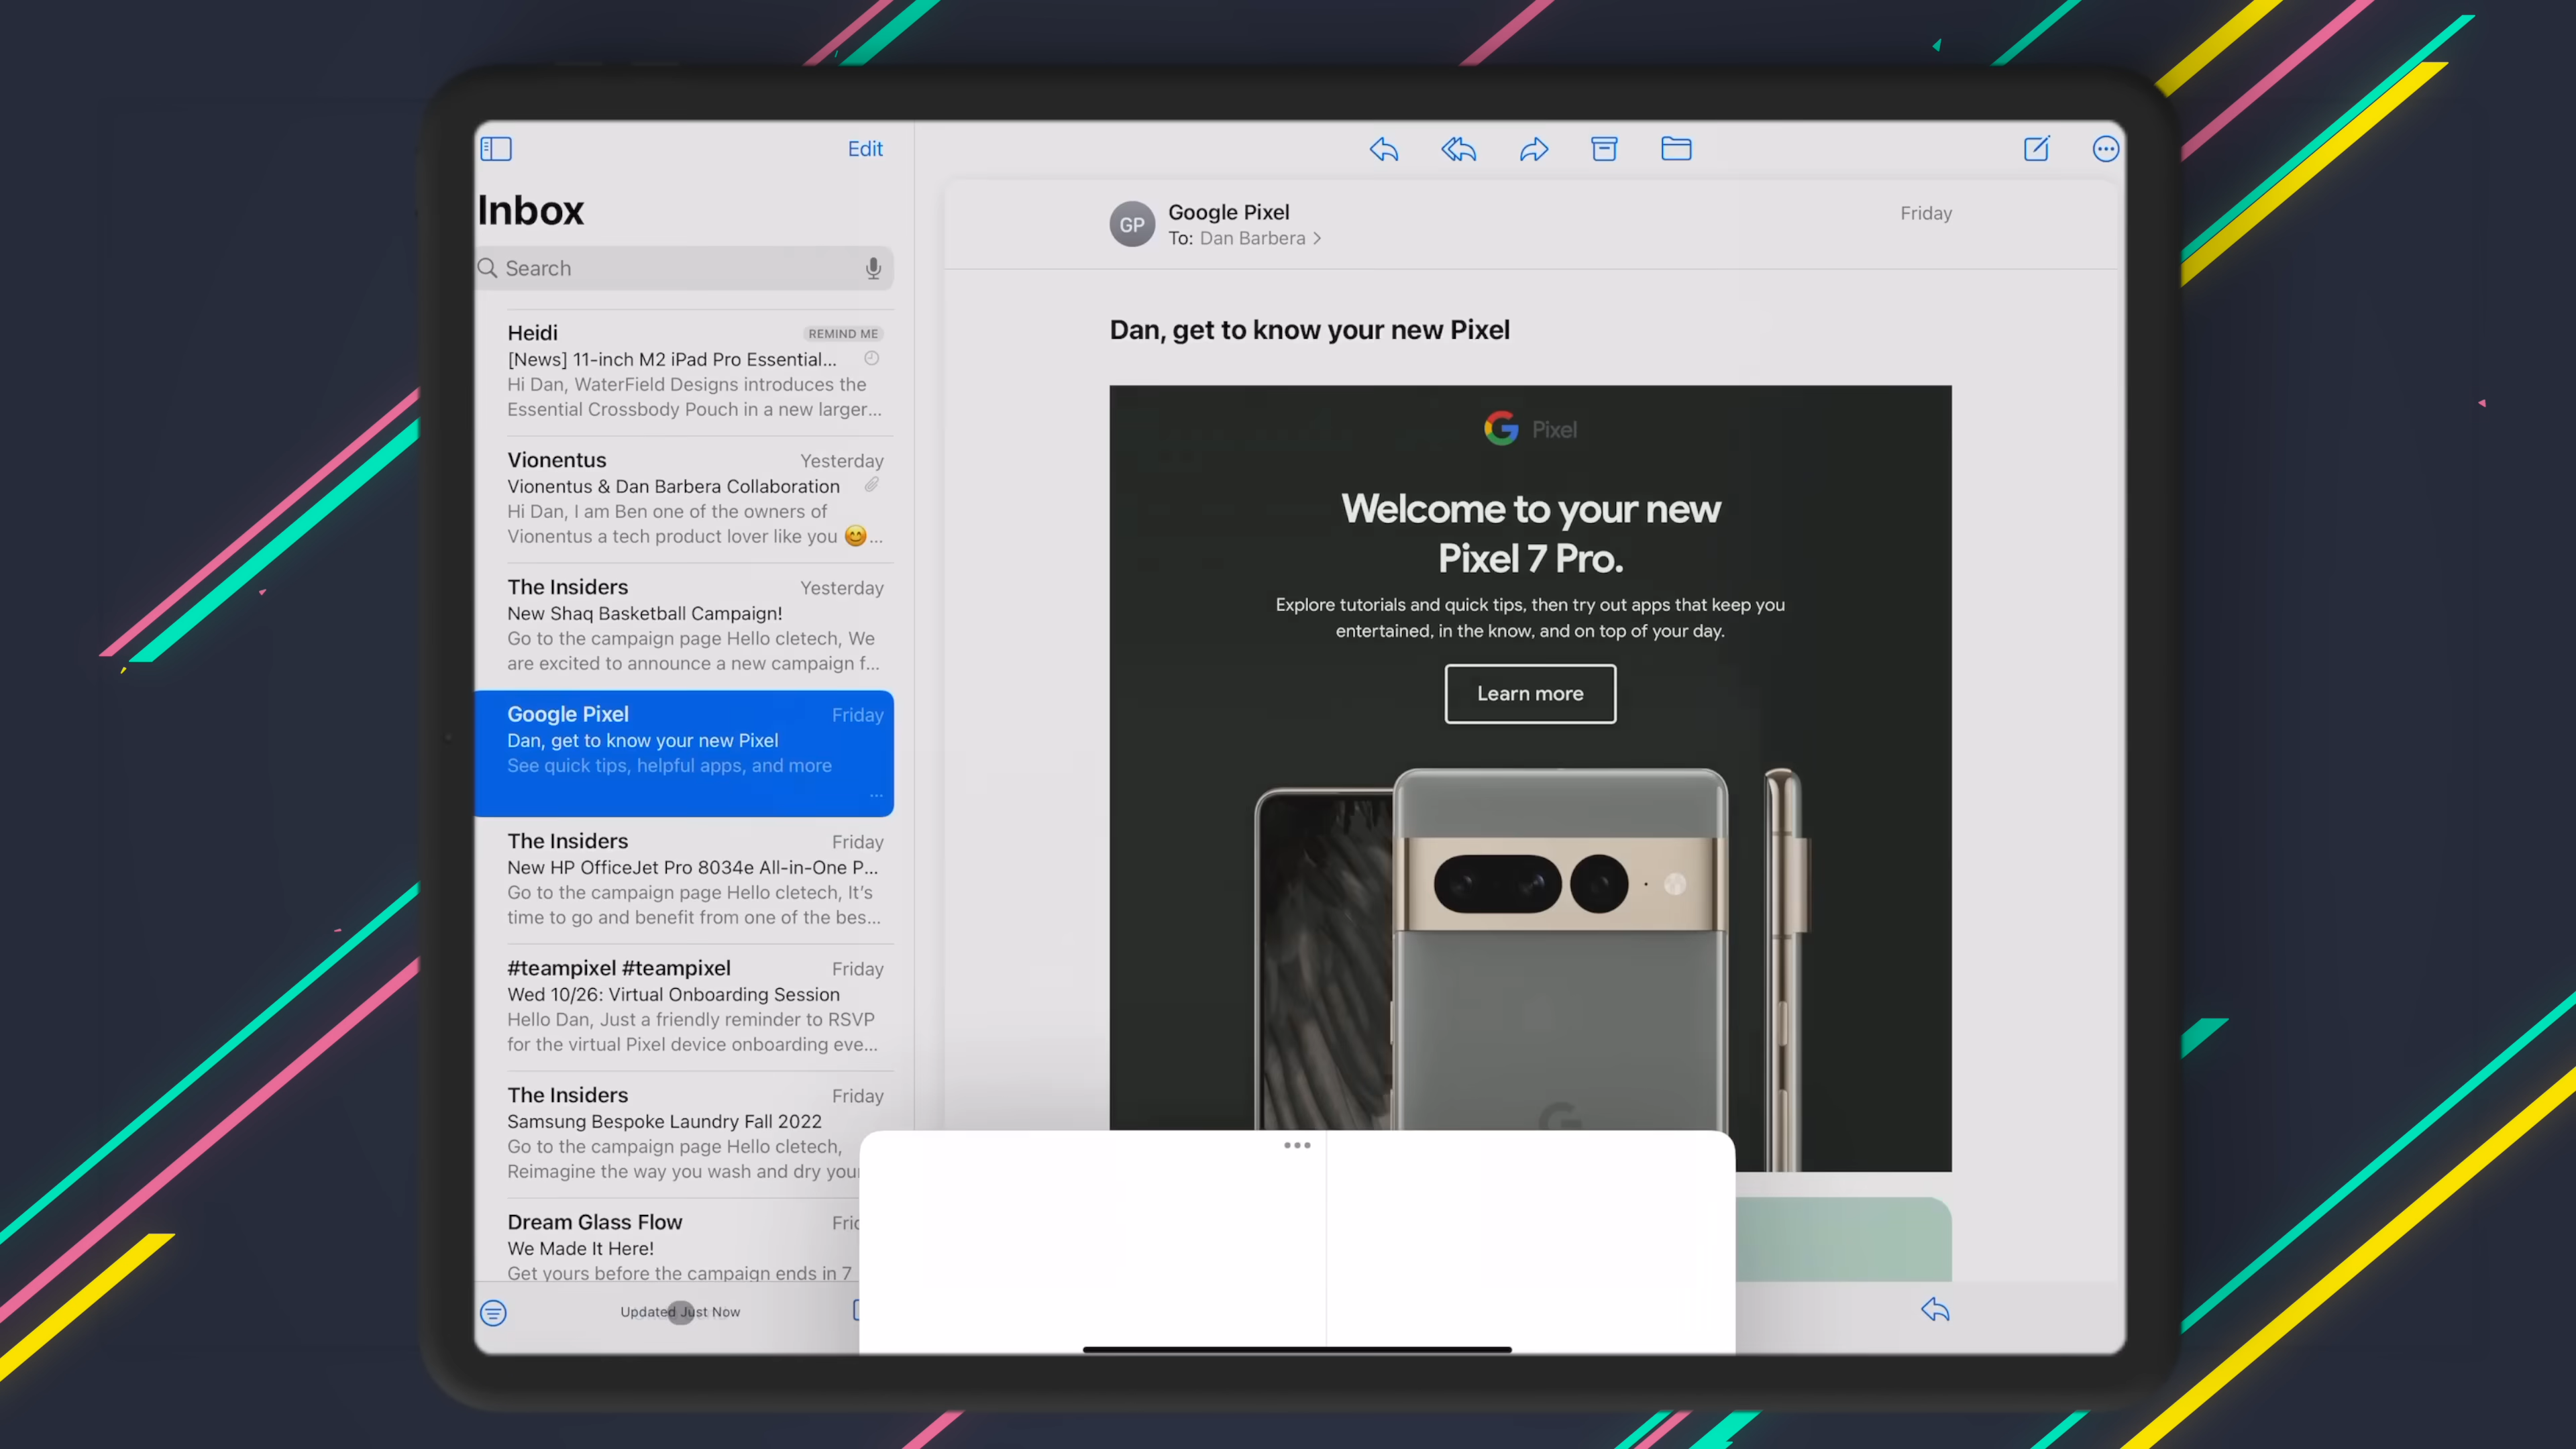 Edit
Inbox
Search
Heidi
REMIND ME
[News] 11-inch M2 iPad Pro Essential...
Hi Dan, WaterField Designs introduces the
Essential Crossbody Pouch in a new larger...
Vionentus
Yesterday
Vionentus & Dan Barbera Collaboration
Hi Dan, I am Ben one of the owners of
Vionentus a tech product lover like you 😊...
The Insiders
Yesterday
New Shaq Basketball Campaign!
Go to the campaign page Hello cletech, We
are excited to announce a new campaign f...
Google Pixel
Friday
Dan, get to know your new Pixel
See quick tips, helpful apps, and more
...
The Insiders
Friday
New HP OfficeJet Pro 8034e All-in-One P...
Go to the campaign page Hello cletech, It's
time to go and benefit from one of the bes...
#teampixel #teampixel
Friday
Wed 10/26: Virtual Onboarding Session
Hello Dan, Just a friendly reminder to RSVP
for the virtual Pixel device onboarding eve...
The Insiders
Friday
Samsung Bespoke Laundry Fall 2022
Go to the campaign page Hello cletech,
Reimagine the way you wash and dry your
Dream Glass Flow
Fri
We Made It Here!
Get yours before the campaign ends in 7
Updated Just Now
GP
Google Pixel
To: Dan Barbera >
Friday
Dan, get to know your new Pixel
G Pixel
Welcome to your new
Pixel 7 Pro.
Explore tutorials and quick tips, then try out apps that keep you
entertained, in the know, and on top of your day.
Learn more
G